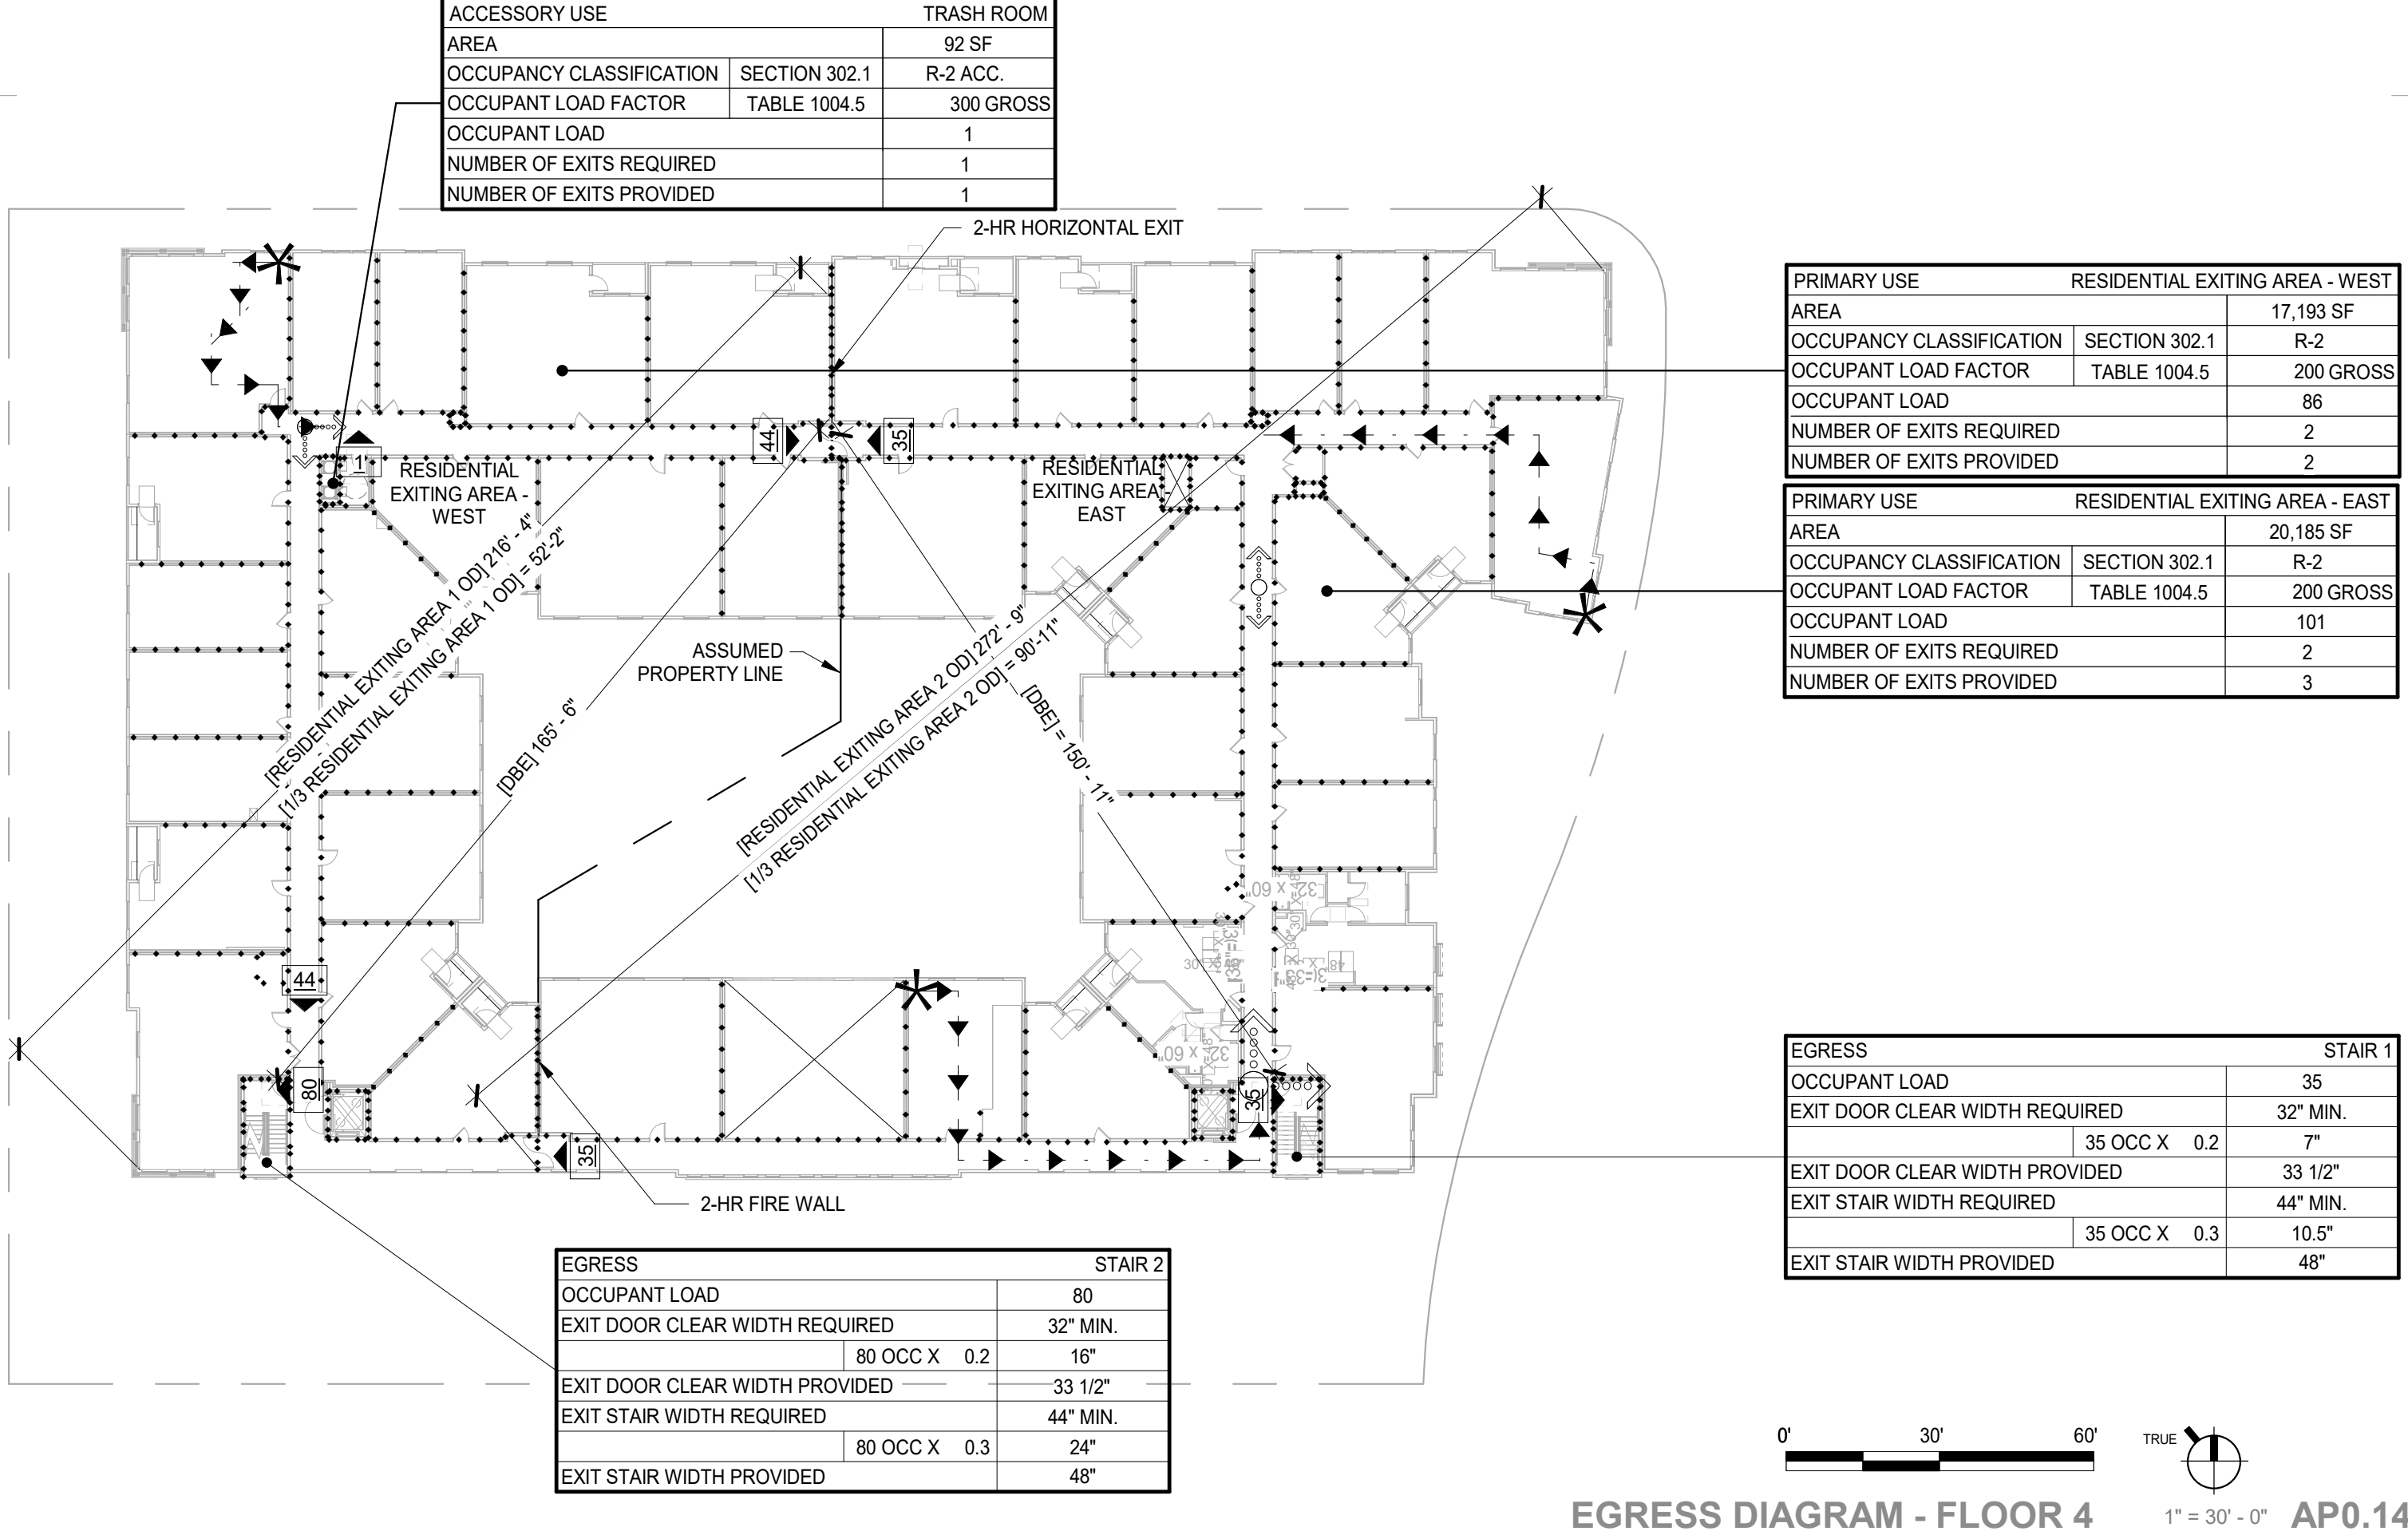 ACCESSORY USE TRASH ROOM
AREA 92 SF
OCCUPANCY CLASSIFICATION SECTION 302.1 R-2 ACC.
OCCUPANT LOAD FACTOR TABLE 1004.5 300 GROSS
OCCUPANT LOAD 1
NUMBER OF EXITS REQUIRED 1
NUMBER OF EXITS PROVIDED 1
2-HR HORIZONTAL EXIT
PRIMARY USE RESIDENTIAL EXITING AREA - WEST
AREA 17,193 SF
OCCUPANCY CLASSIFICATION SECTION 302.1 R-2
OCCUPANT LOAD FACTOR TABLE 1004.5 200 GROSS
OCCUPANT LOAD 86
NUMBER OF EXITS REQUIRED 2
NUMBER OF EXITS PROVIDED 2
PRIMARY USE RESIDENTIAL EXITING AREA - EAST
AREA 20,185 SF
OCCUPANCY CLASSIFICATION SECTION 302.1 R-2
OCCUPANT LOAD FACTOR TABLE 1004.5 200 GROSS
OCCUPANT LOAD 101
NUMBER OF EXITS REQUIRED 2
NUMBER OF EXITS PROVIDED 3
44
35
1
RESIDENTIAL
EXITING AREA -
WEST
RESIDENTIAL
EXITING AREA -
EAST
[RESIDENTIAL EXITING AREA 1 OD] 216' - 4"
[1/3 RESIDENTIAL EXITING AREA 1 OD] = 52'-2"
[DBE] 165' - 6"
ASSUMED
PROPERTY LINE
[RESIDENTIAL EXITING AREA 2 OD] 272' - 9"
[1/3 RESIDENTIAL EXITING AREA 2 OD] = 90'-11"
[DBE] = 150' - 11"
32" X 60"
44
32" X 60"
80
35
35
2-HR FIRE WALL
EGRESS STAIR 1
OCCUPANT LOAD 35
EXIT DOOR CLEAR WIDTH REQUIRED 32" MIN.
35 OCC X 0.2 7"
EXIT DOOR CLEAR WIDTH PROVIDED 33 1/2"
EXIT STAIR WIDTH REQUIRED 44" MIN.
35 OCC X 0.3 10.5"
EXIT STAIR WIDTH PROVIDED 48"
EGRESS STAIR 2
OCCUPANT LOAD 80
EXIT DOOR CLEAR WIDTH REQUIRED 32" MIN.
80 OCC X 0.2 16"
EXIT DOOR CLEAR WIDTH PROVIDED 33 1/2"
EXIT STAIR WIDTH REQUIRED 44" MIN.
80 OCC X 0.3 24"
EXIT STAIR WIDTH PROVIDED 48"
0' 30' 60'
TRUE
EGRESS DIAGRAM - FLOOR 4 1" = 30' - 0" AP0.14